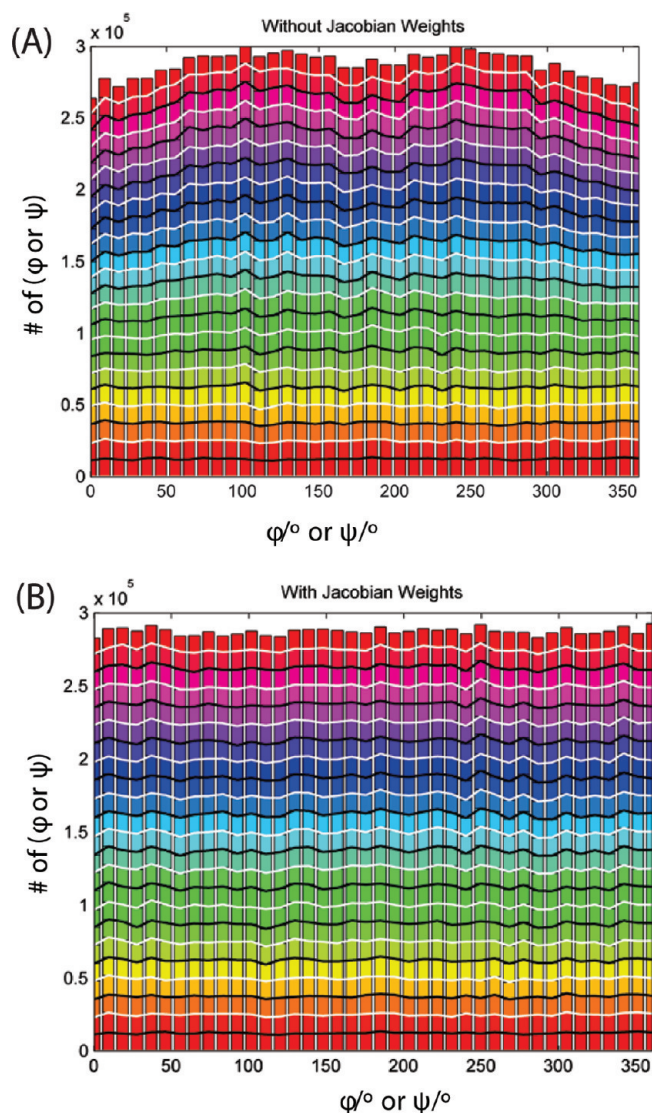 (A)
Without Jacobian Weights
x 10^5
3
2.5
2
1.5
1
0.5
0
# of (φ or ψ)
0 50 100 150 200 250 300 350
φ/° or ψ/°
(B)
With Jacobian Weights
x 10^5
3
2.5
2
1.5
1
0.5
0
# of (φ or ψ)
0 50 100 150 200 250 300 350
φ/° or ψ/°